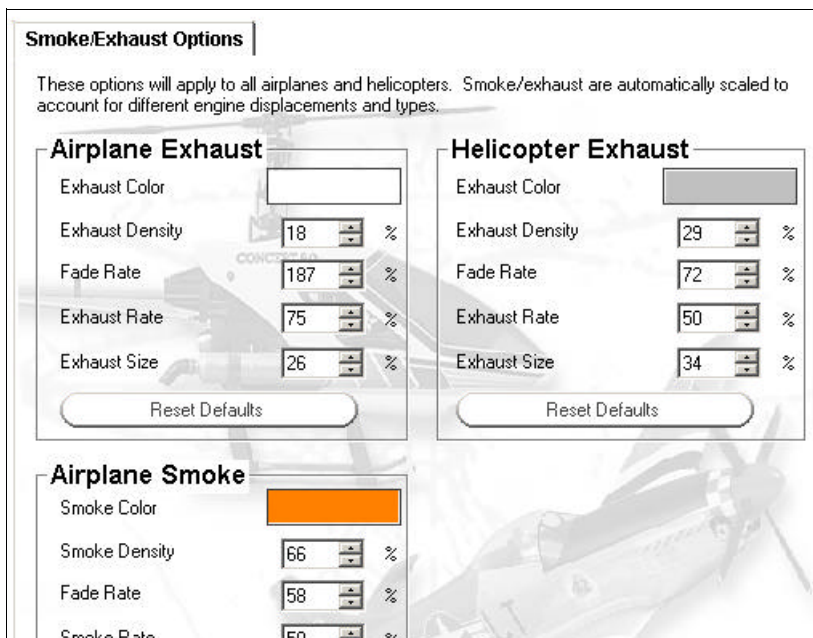 Smoke/Exhaust Options
These options will apply to all airplanes and helicopters. Smoke/exhaust are automatically scaled to
account for different engine displacements and types.
Airplane Exhaust
Exhaust Color
Exhaust Density 18 %
Fade Rate 187 %
Exhaust Rate 75 %
Exhaust Size 26 %
Reset Defaults
Helicopter Exhaust
Exhaust Color
Exhaust Density 29 %
Fade Rate 72 %
Exhaust Rate 50 %
Exhaust Size 34 %
Reset Defaults
Airplane Smoke
Smoke Color
Smoke Density 66 %
Fade Rate 58 %
Smoke Rate 50 %